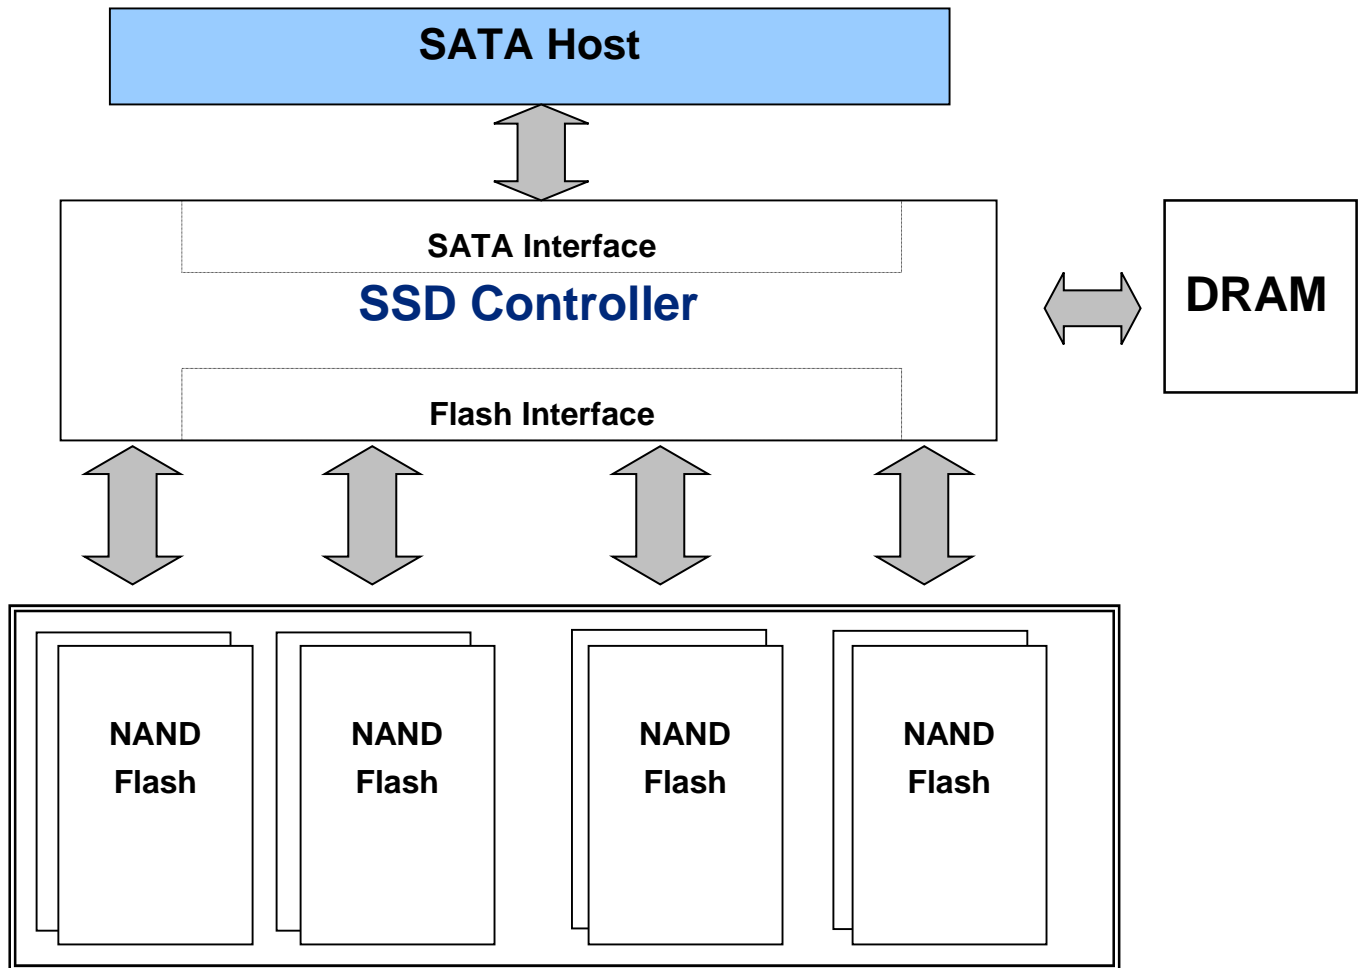 SATA Host
SATA Interface
SSD Controller
DRAM
Flash Interface
NAND
Flash
NAND
Flash
NAND
Flash
NAND
Flash